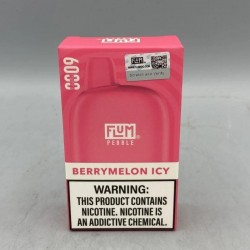 6000
FLUM
PEBBLE
BERRYMELON ICY
WARNING:
THIS PRODUCT CONTAINS
NICOTINE. NICOTINE IS
AN ADDICTIVE CHEMICAL.